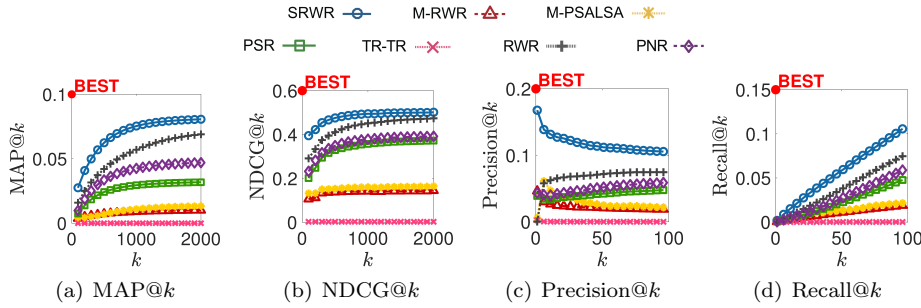 SRWR M-RWR M-PSALSA
PSR TR-TR RWR PNR
BEST BEST BEST BEST
0.1 0.6 0.2 0.15
0.05 0.4 0.2 0.1 0.1 0.05
0 0 0 0
MAP@k NDCG@k Precision@k Recall@k
0 1000 2000 0 1000 2000 0 50 100 0 50 100
k k k k
(a) MAP@k (b) NDCG@k (c) Precision@k (d) Recall@k